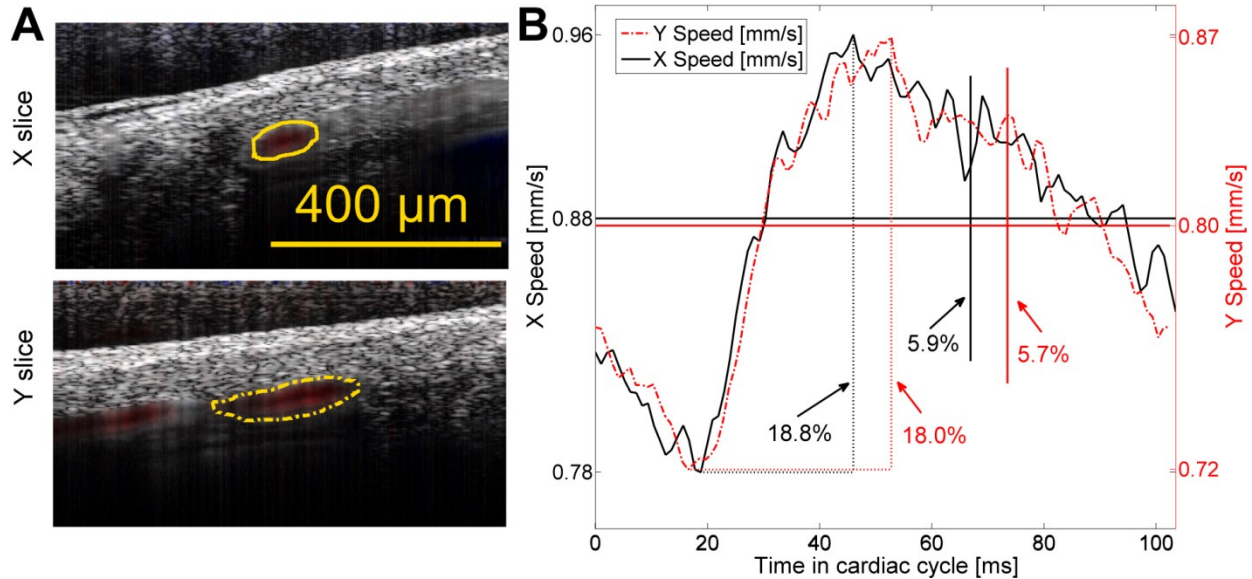 A
X slice
400 µm
Y slice
B
Y Speed [mm/s]
X Speed [mm/s]
0.96
0.88
0.78
X Speed [mm/s]
0.87
0.80
0.72
Y Speed [mm/s]
5.9%
5.7%
18.8%
18.0%
0
20
40
60
80
100
Time in cardiac cycle [ms]